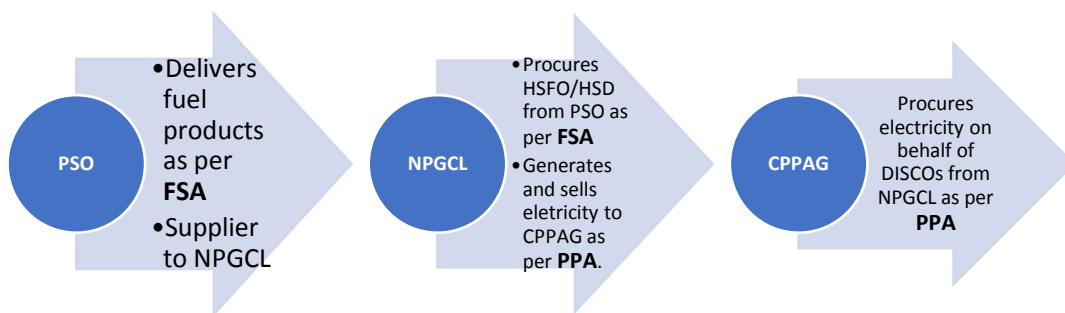 PSO
•Delivers
fuel
products
as per
FSA
•Supplier
to NPGCL
NPGCL
•Procures
HSFO/HSD
from PSO as
per FSA
•Generates
and sells
eletricity to
CPPAG as
per PPA.
CPPAG
Procures
electricity on
behalf of
DISCOs from
NPGCL as per
PPA